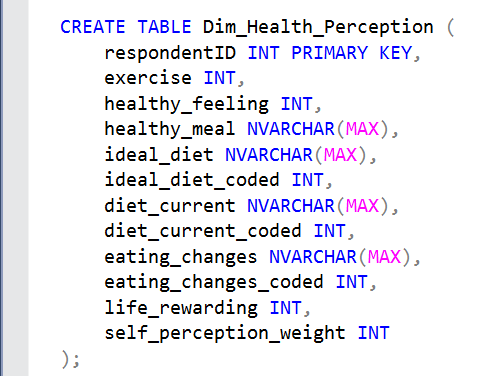 CREATE TABLE Dim_Health_Perception (
    respondentID INT PRIMARY KEY,
    exercise INT,
    healthy_feeling INT,
    healthy_meal NVARCHAR(MAX),
    ideal_diet NVARCHAR(MAX),
    ideal_diet_coded INT,
    diet_current NVARCHAR(MAX),
    diet_current_coded INT,
    eating_changes NVARCHAR(MAX),
    eating_changes_coded INT,
    life_rewarding INT,
    self_perception_weight INT
);